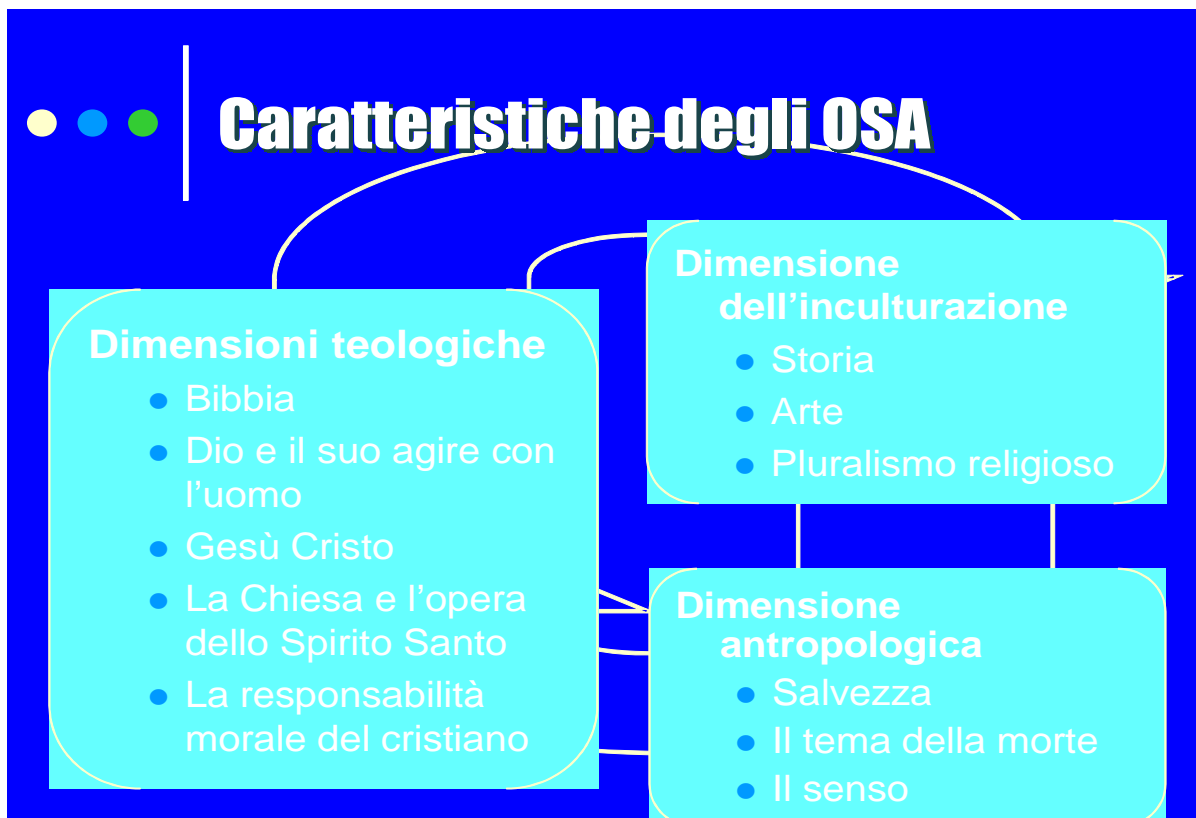 Caratteristiche degli OSA
Dimensioni teologiche
Bibbia
Dio e il suo agire con
l'uomo
Gesù Cristo
La Chiesa e l'opera
dello Spirito Santo
La responsabilità
morale del cristiano
Dimensione
dell'inculturazione
Storia
Arte
Pluralismo religioso
Dimensione
antropologica
Salvezza
Il tema della morte
Il senso